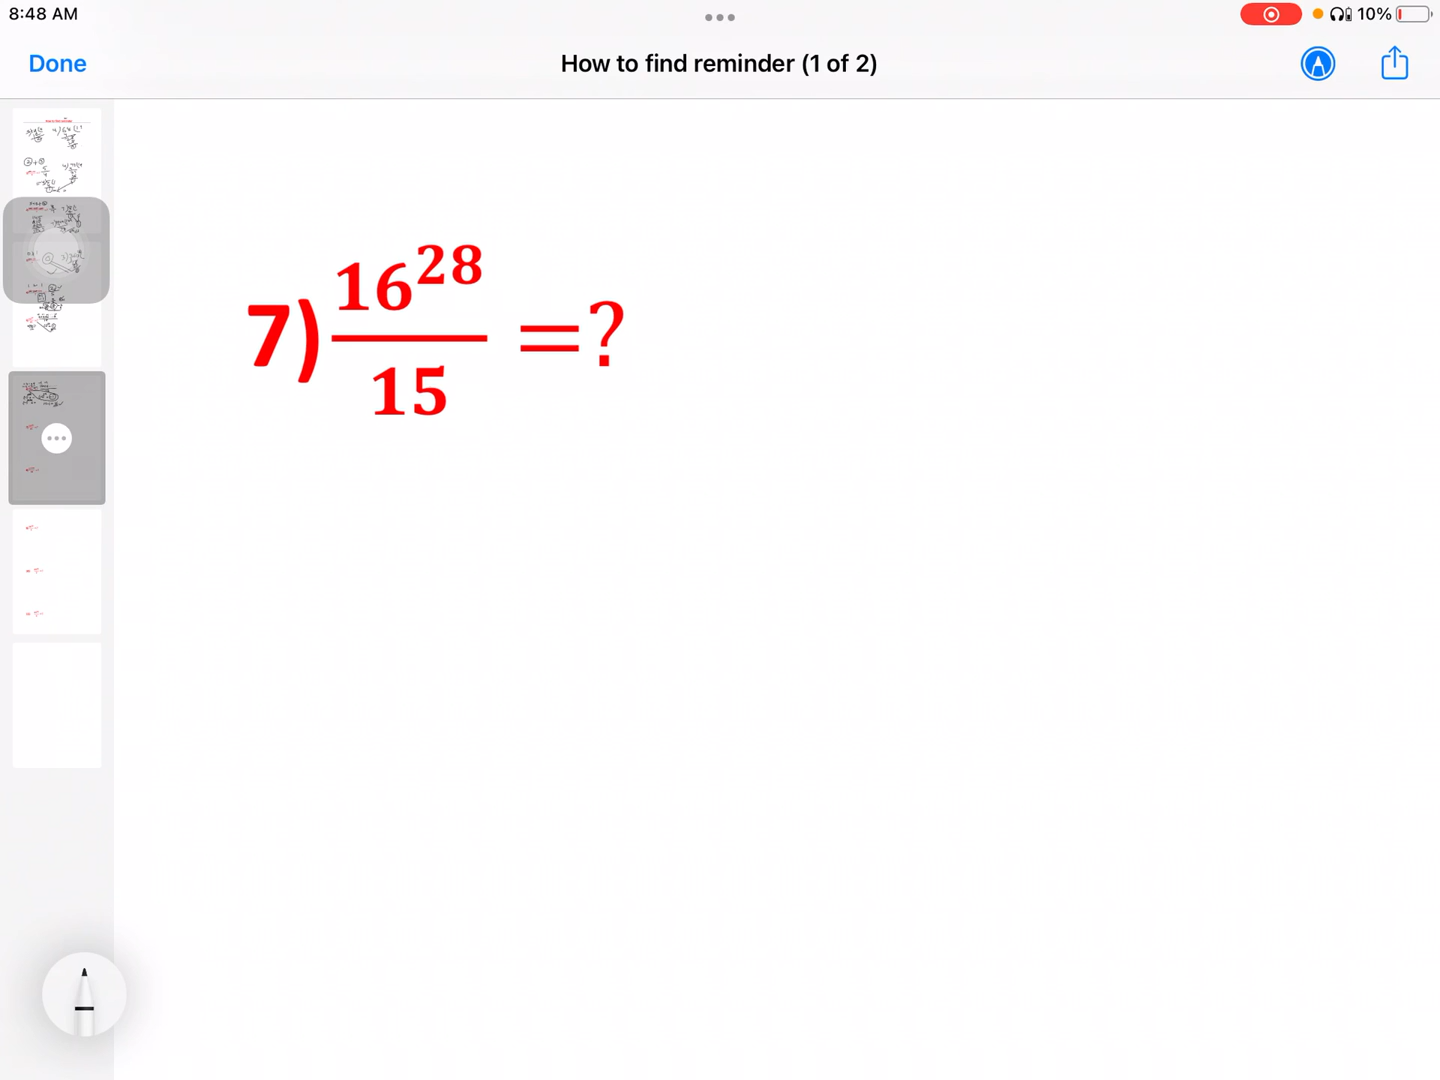 8:48 AM
10%
Done
How to find reminder (1 of 2)
7) 16^28 / 15 =?